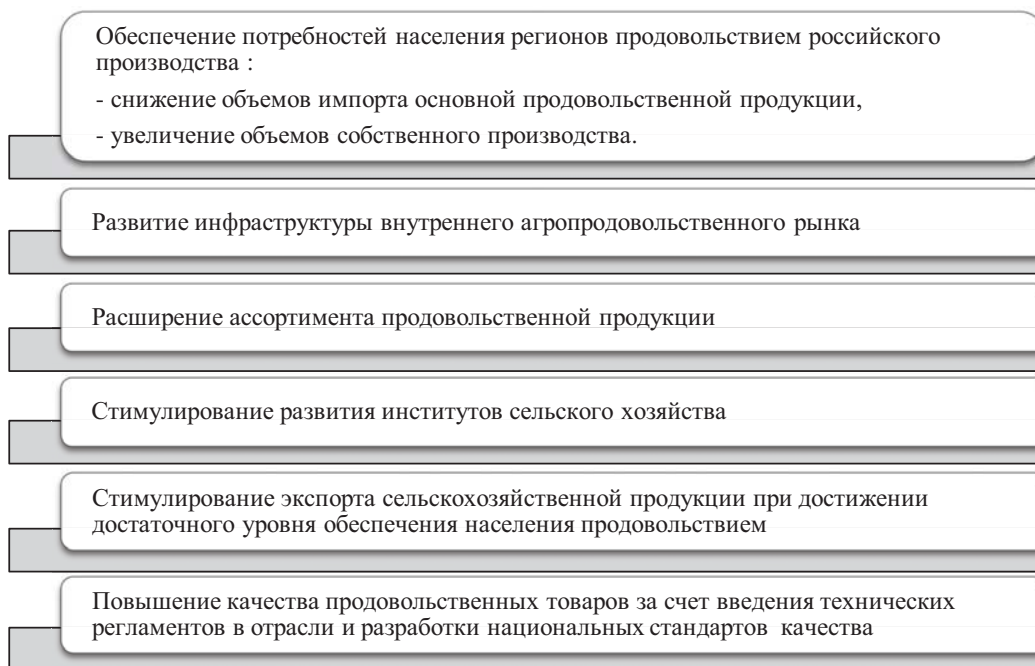 Обеспечение потребностей населения регионов продовольствием российского
производства :
- снижение объемов импорта основной продовольственной продукции,
- увеличение объемов собственного производства.
Развитие инфраструктуры внутреннего агропродовольственного рынка
Расширение ассортимента продовольственной продукции
Стимулирование развития институтов сельского хозяйства
Стимулирование экспорта сельскохозяйственной продукции при достижении
достаточного уровня обеспечения населения продовольствием
Повышение качества продовольственных товаров за счет введения технических
регламентов в отрасли и разработки национальных стандартов качества